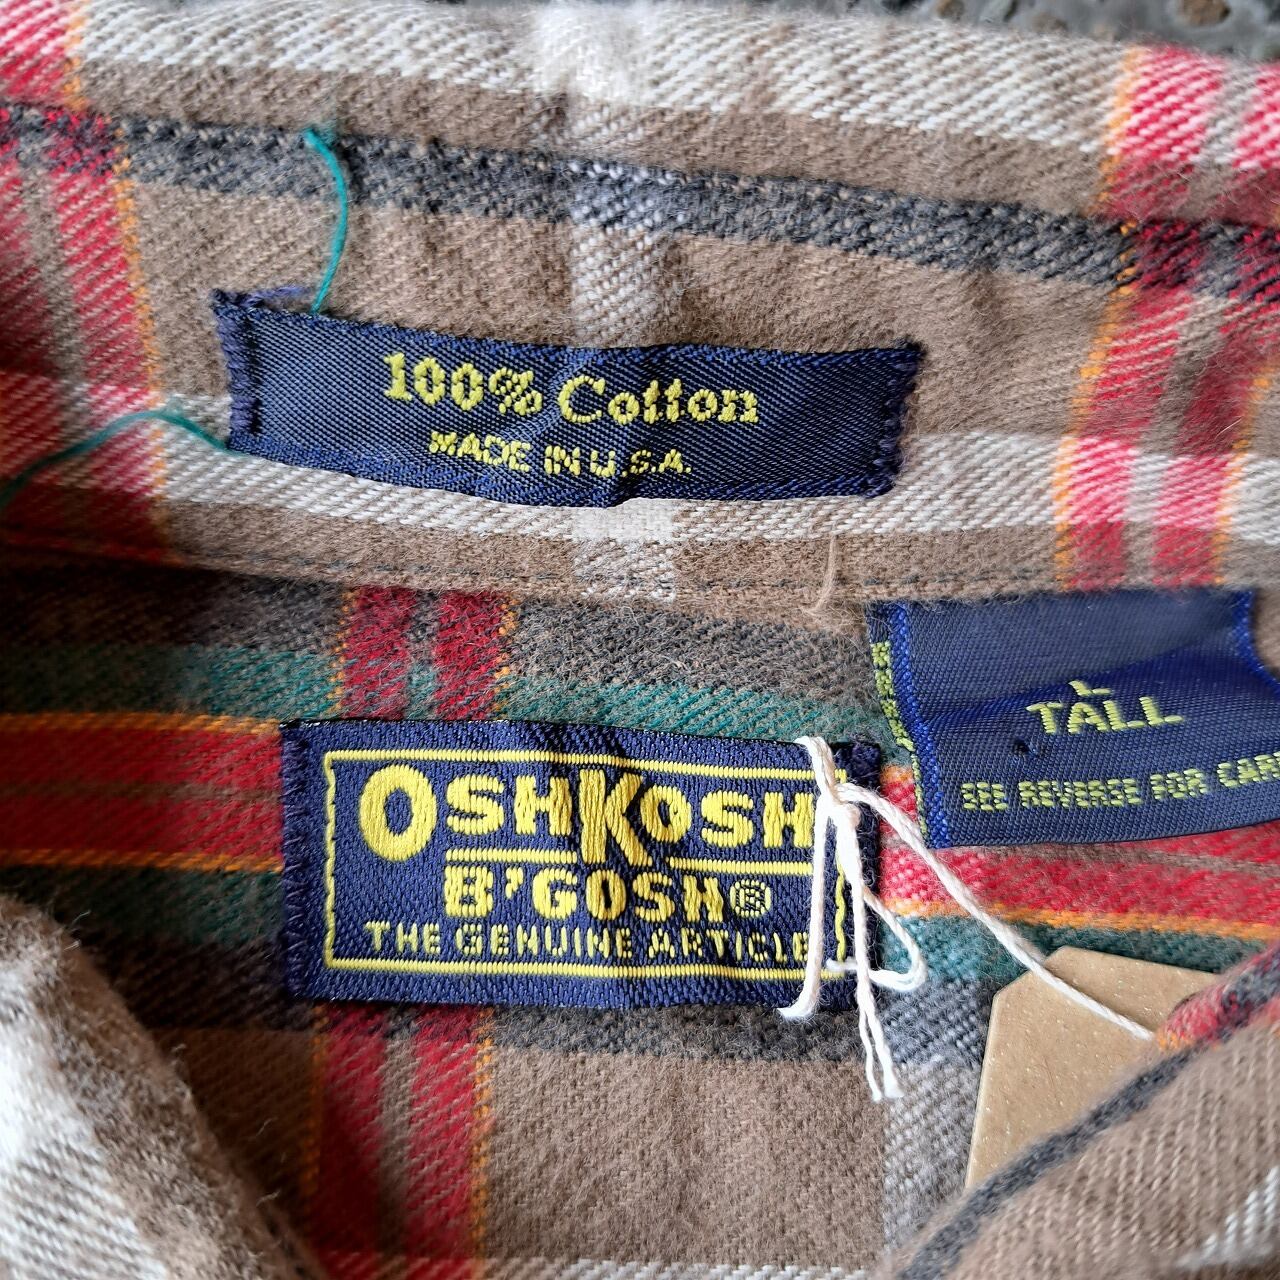 100% Cotton
MADE IN U.S.A.
L
TALL
SEE REVERSE FOR CARE
OSHKOSH
B'GOSH®
THE GENUINE ARTICLE